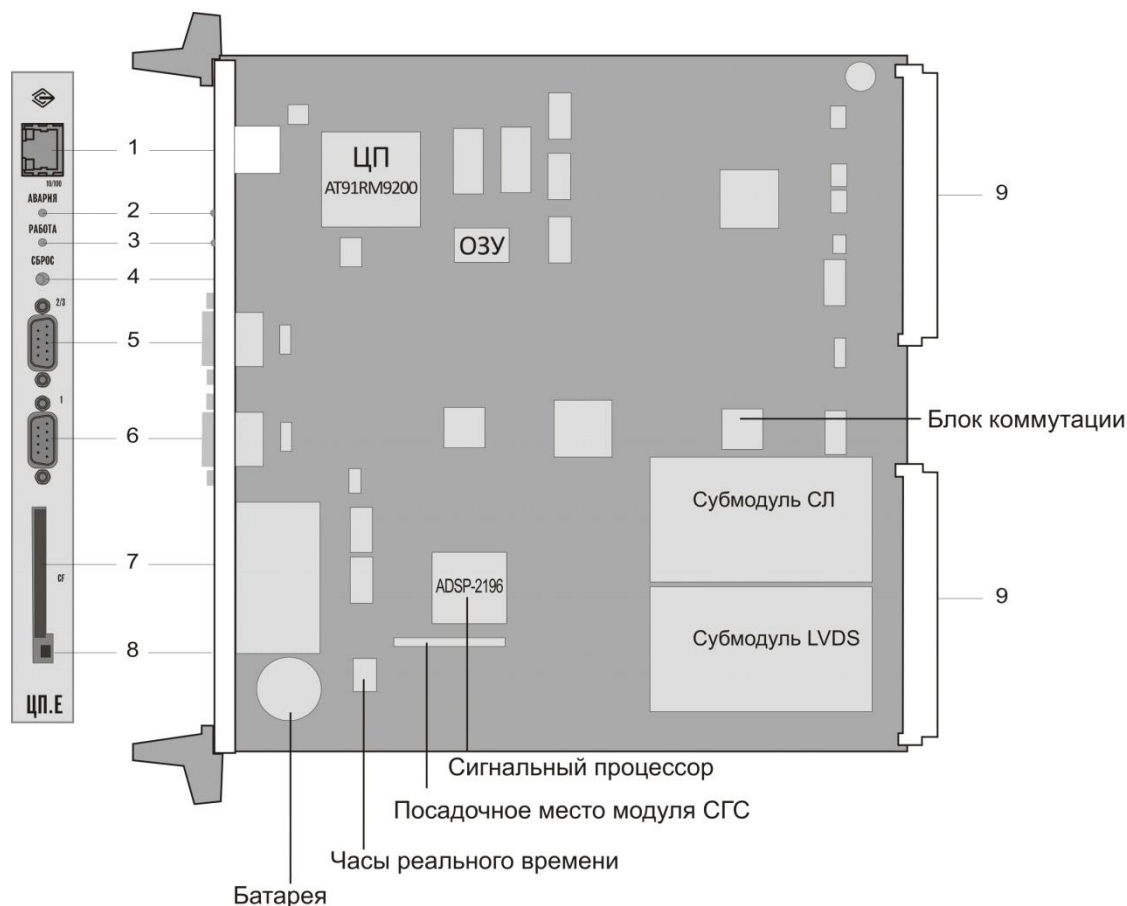 10/100
АВАРИЯ
РАБОТА
СБРОС
2/3
1
CF
ЦП.Е
1
2
3
4
5
6
7
8
ЦП
AT91RM9200
ОЗУ
9
Блок коммутации
Субмодуль СЛ
ADSP-2196
9
Субмодуль LVDS
Сигнальный процессор
Посадочное место модуля СГС
Часы реального времени
Батарея